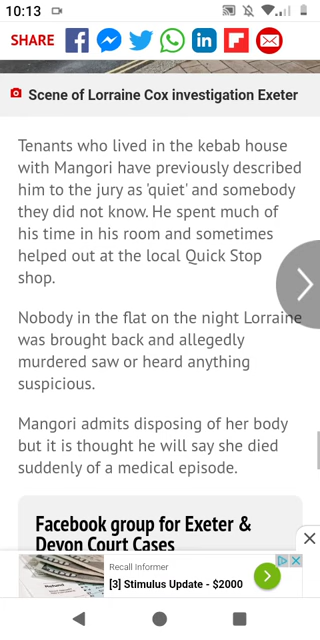 10:13
SHARE
Scene of Lorraine Cox investigation Exeter
Tenants who lived in the kebab house
with Mangori have previously described
him to the jury as 'quiet' and somebody
they did not know. He spent much of
his time in his room and sometimes
helped out at the local Quick Stop
shop.
Nobody in the flat on the night Lorraine
was brought back and allegedly
murdered saw or heard anything
suspicious.
Mangori admits disposing of her body
but it is thought he will say she died
suddenly of a medical episode.
Facebook group for Exeter &
Devon Court Cases
Recall Informer
[3] Stimulus Update - $2000